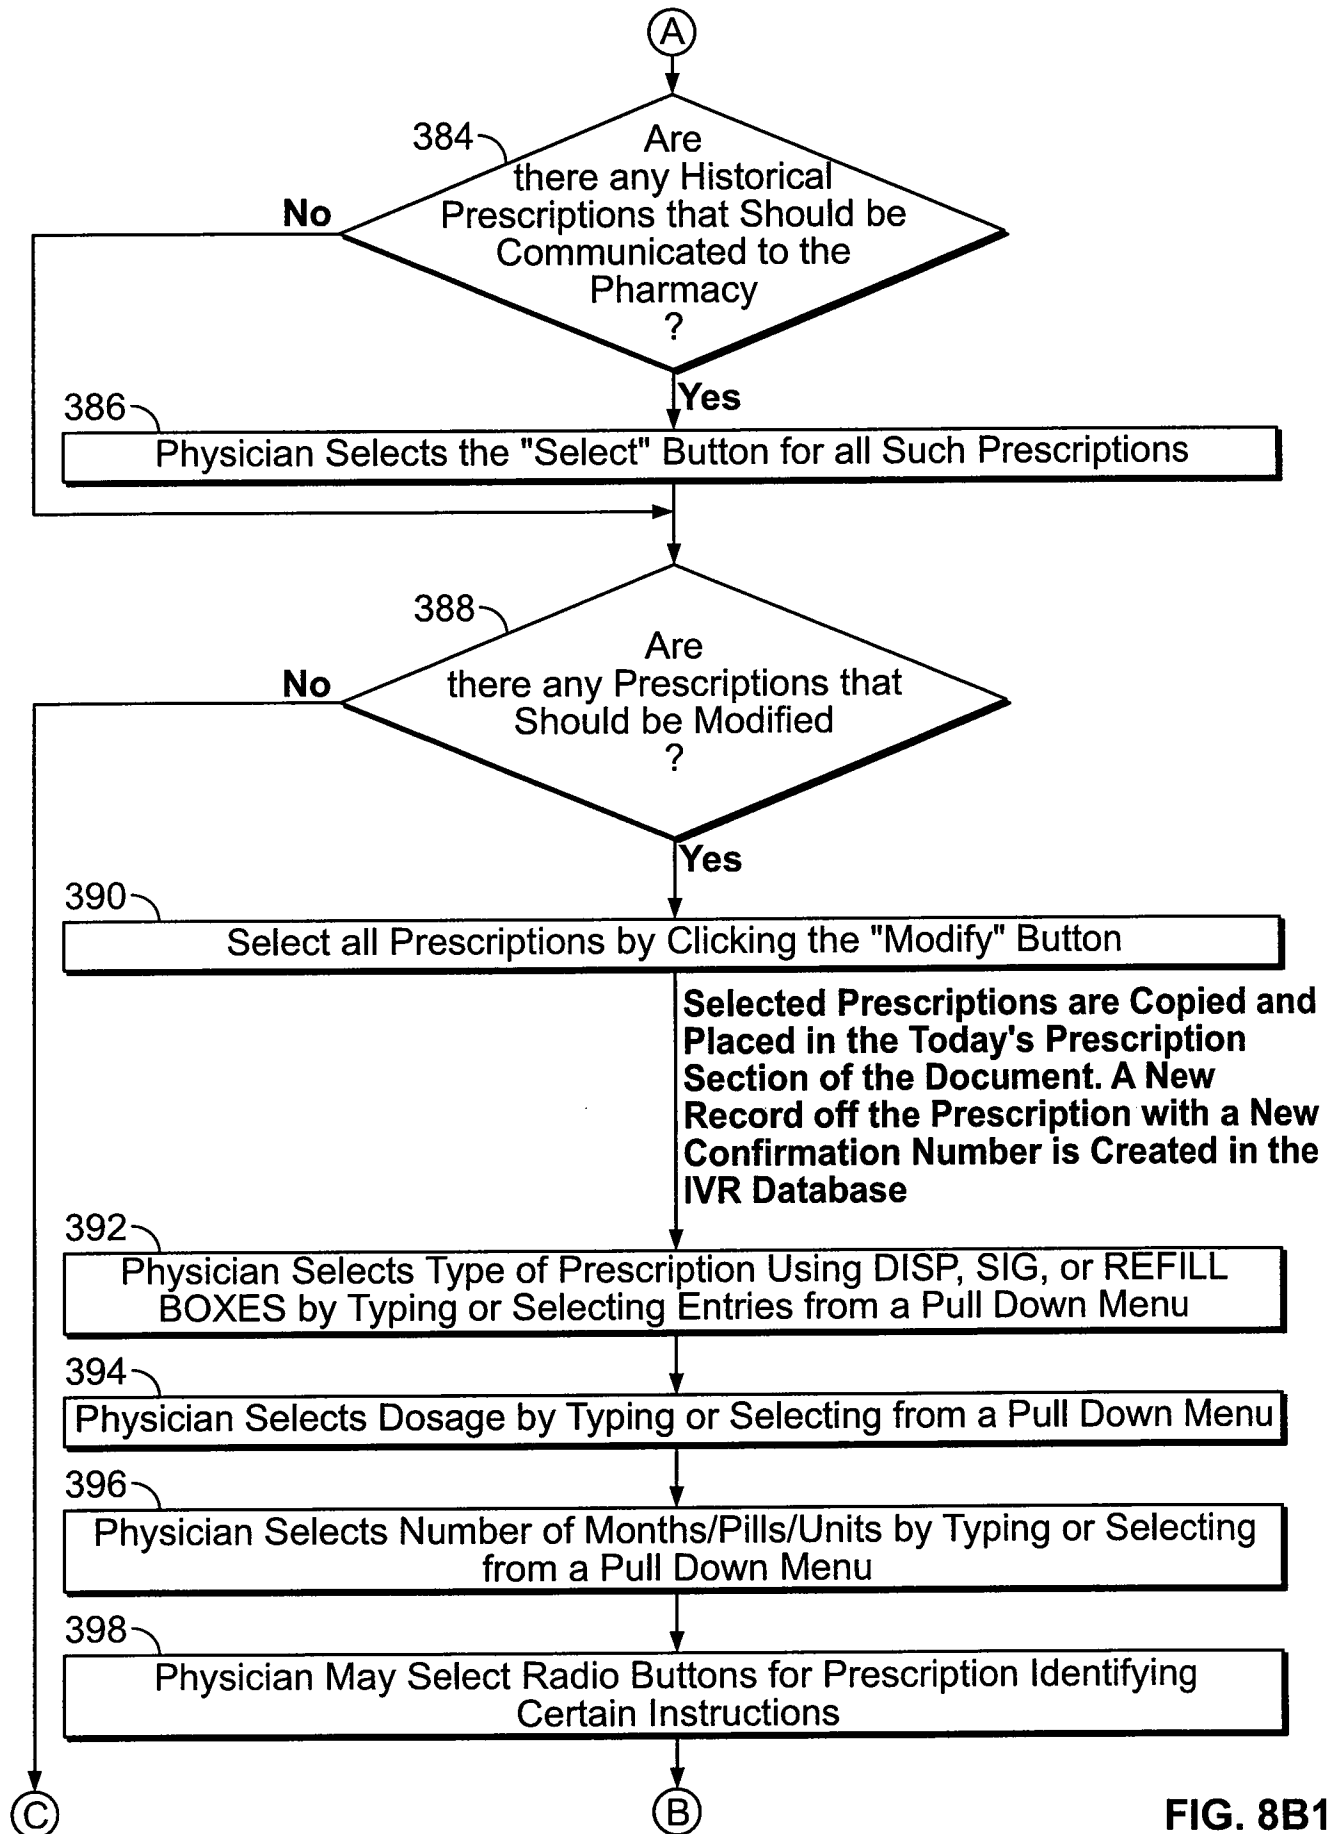 A
384
Are
there any Historical
Prescriptions that Should be
Communicated to the
Pharmacy
?
No
Yes
386
Physician Selects the "Select" Button for all Such Prescriptions
388
Are
there any Prescriptions that
Should be Modified
?
No
Yes
390
Select all Prescriptions by Clicking the "Modify" Button
Selected Prescriptions are Copied and
Placed in the Today's Prescription
Section of the Document. A New
Record off the Prescription with a New
Confirmation Number is Created in the
IVR Database
392
Physician Selects Type of Prescription Using DISP, SIG, or REFILL
BOXES by Typing or Selecting Entries from a Pull Down Menu
394
Physician Selects Dosage by Typing or Selecting from a Pull Down Menu
396
Physician Selects Number of Months/Pills/Units by Typing or Selecting
from a Pull Down Menu
398
Physician May Select Radio Buttons for Prescription Identifying
Certain Instructions
C
B
FIG. 8B1